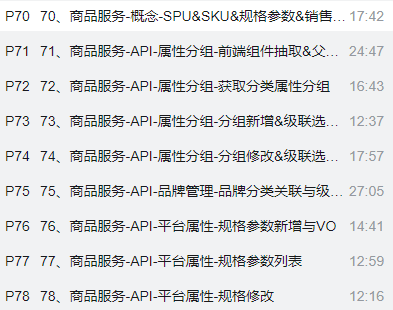 P70 70、商品服务-概念-SPU&SKU&规格参数&销售... 17:42
P71 71、商品服务-API-属性分组-前端组件抽取&父... 24:47
P72 72、商品服务-API-属性分组-获取分类属性分组 16:43
P73 73、商品服务-API-属性分组-分组新增&级联选... 12:37
P74 74、商品服务-API-属性分组-分组修改&级联选... 17:57
P75 75、商品服务-API-品牌管理-品牌分类关联与级... 27:05
P76 76、商品服务-API-平台属性-规格参数新增与VO 14:41
P77 77、商品服务-API-平台属性-规格参数列表 12:59
P78 78、商品服务-API-平台属性-规格修改 12:16